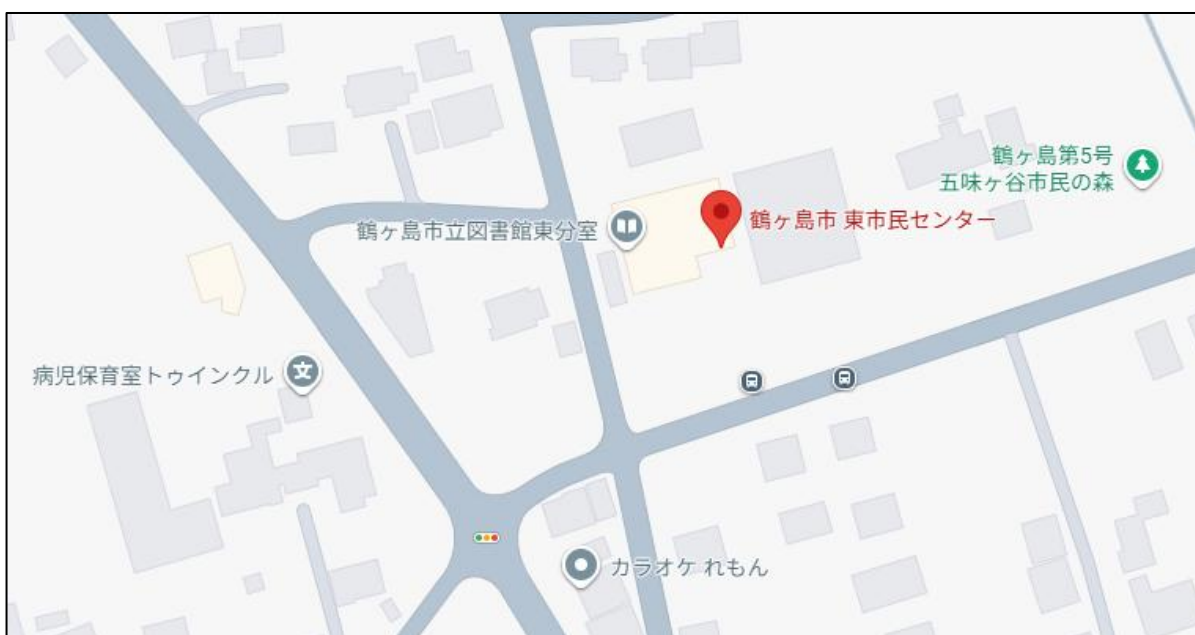 鶴ヶ島第5号
五味ヶ谷市民の森
鶴ヶ島市 東市民センター
鶴ヶ島市立図書館東分室
病児保育室トゥインクル
文
カラオケ れもん